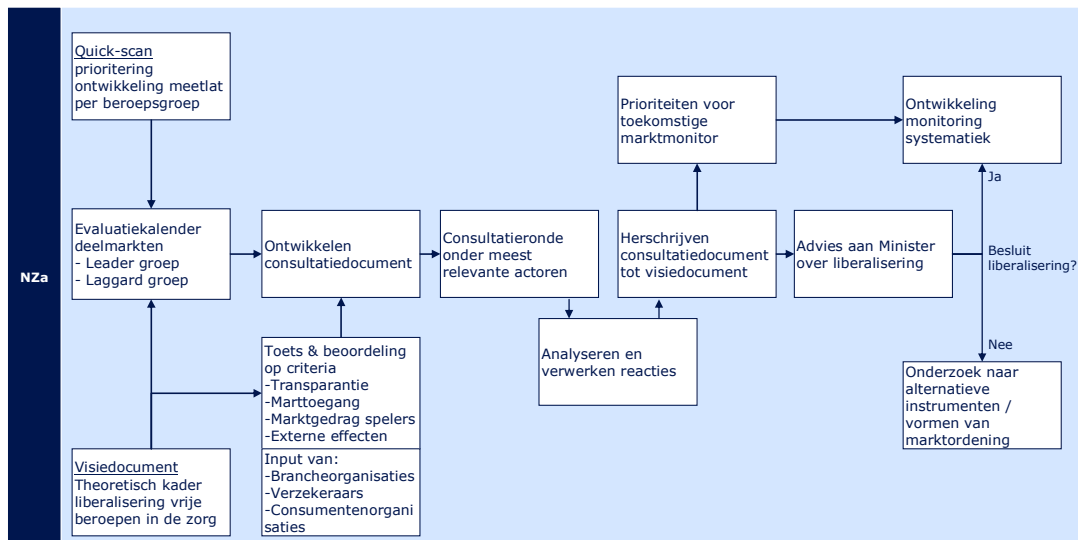 NZa
Quick-scan
prioritering
ontwikkeling meetlat
per beroepsgroep
Evaluatiekalender
deelmarkten
- Leader groep
- Laggard groep
Visiedocument
Theoretisch kader
liberalisering vrije
beroepen in de zorg
Ontwikkelen
consultatiedocument
Toets & beoordeling
op criteria
-Transparantie
-Marttoegang
-Marktgedrag spelers
-Externe effecten
Input van:
-Brancheorganisaties
-Verzekeraars
-Consumentenorgani
saties
Consultatieronde
onder meest
relevante actoren
Analyseren en
verwerken reacties
Herschrijven
consultatiedocument
tot visiedocument
Prioriteiten voor
toekomstige
marktmonitor
Advies aan Minister
over liberalisering
Ontwikkeling
monitoring
systematiek
Ja
Besluit
liberalisering?
Nee
Onderzoek naar
alternatieve
instrumenten /
vormen van
marktordening